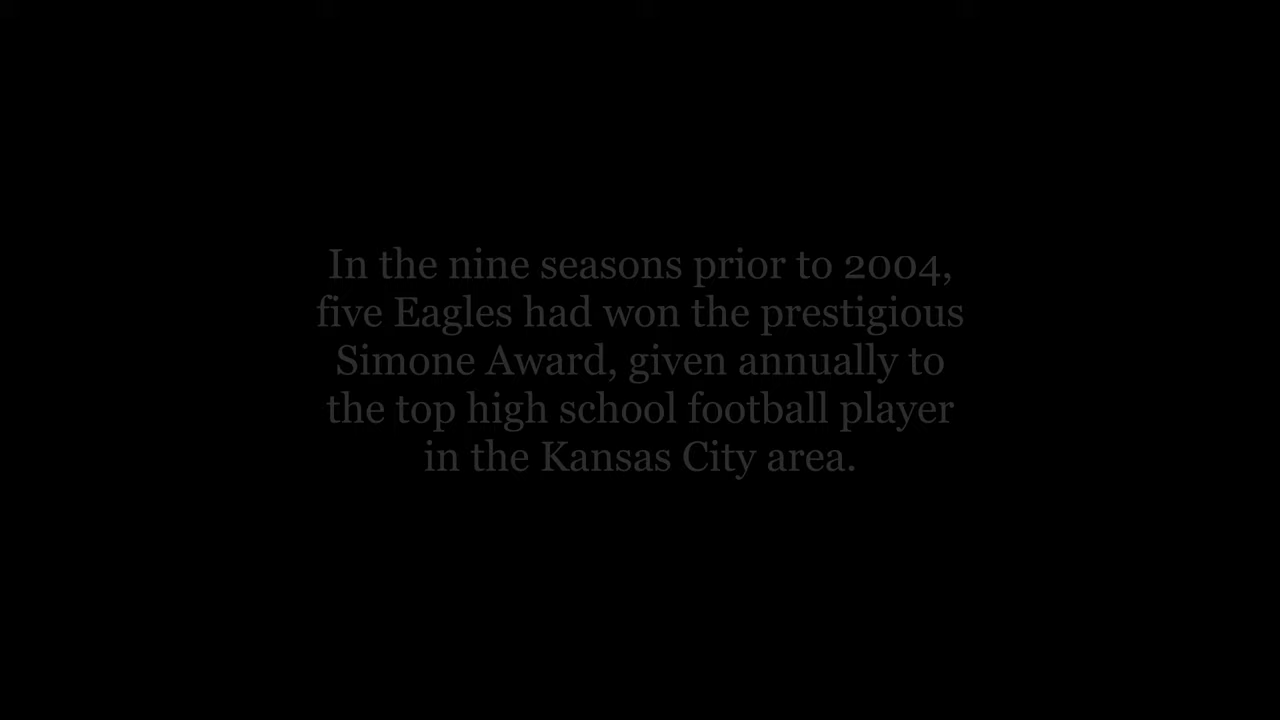 In the nine seasons prior to 2004,
five Eagles had won the prestigious
Simone Award, given annually to
the top high school football player
in the Kansas City area.